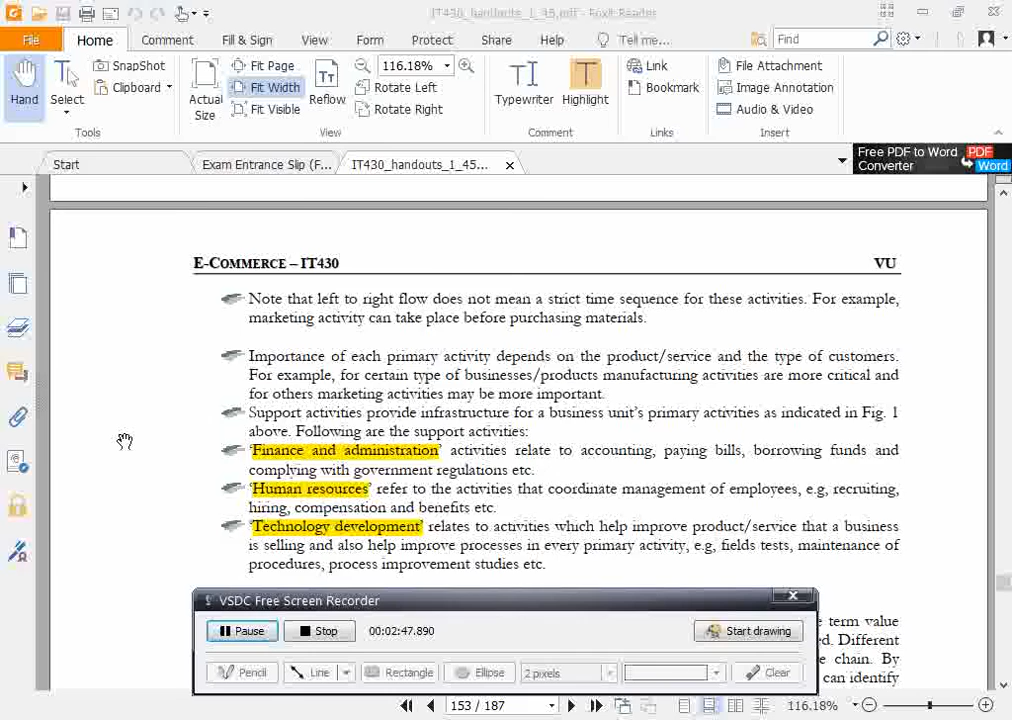 IT430_handouts_1_45.pdf - Foxit Reader
File Home Comment Fill & Sign View Form Protect Share Help Tell me... Find
Hand
Select
SnapShot
Clipboard
Tools
Actual Size
Fit Page
Fit Width
Fit Visible
Reflow
116.18%
Rotate Left
Rotate Right
View
Typewriter
Highlight
Comment
Link
Bookmark
Links
File Attachment
Image Annotation
Audio & Video
Insert
Start Exam Entrance Slip (F... IT430_handouts_1_45...
Free PDF to Word PDF
Converter Word
E-COMMERCE – IT430 VU
Note that left to right flow does not mean a strict time sequence for these activities. For example,
marketing activity can take place before purchasing materials.
Importance of each primary activity depends on the product/service and the type of customers.
For example, for certain type of businesses/products manufacturing activities are more critical and
for others marketing activities may be more important.
Support activities provide infrastructure for a business unit's primary activities as indicated in Fig. 1
above. Following are the support activities:
'Finance and administration' activities relate to accounting, paying bills, borrowing funds and
complying with government regulations etc.
'Human resources' refer to the activities that coordinate management of employees, e.g, recruiting,
hiring, compensation and benefits etc.
'Technology development' relates to activities which help improve product/service that a business
is selling and also help improve processes in every primary activity, e.g, fields tests, maintenance of
procedures, process improvement studies etc.
VSDC Free Screen Recorder
Pause Stop 00:02:47.890 Start drawing
Pencil Line Rectangle Ellipse 2 pixels Clear
e term value
ed. Different
e chain. By
can identify
153 / 187 116.18%